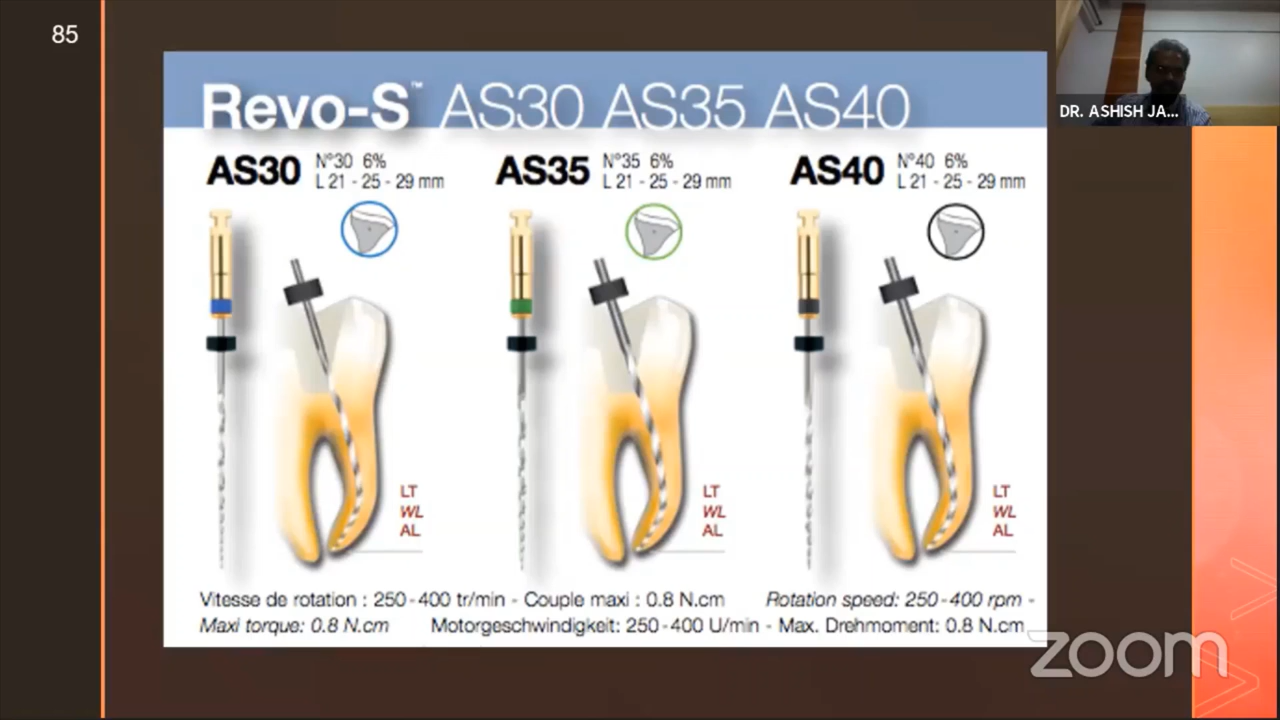 85
Revo-S™ AS30 AS35 AS40
AS30 N°30 6%
L 21 - 25 - 29 mm
AS35 N°35 6%
L 21 - 25 - 29 mm
AS40 N°40 6%
L 21 - 25 - 29 mm
LT
WL
AL
LT
WL
AL
LT
WL
AL
Vitesse de rotation : 250-400 tr/min - Couple maxi : 0.8 N.cm Rotation speed: 250-400 rpm -
Maxi torque: 0.8 N.cm Motorgeschwindigkeit: 250-400 U/min - Max. Drehmoment: 0.8 N.cm
DR. ASHISH JA...
zoom